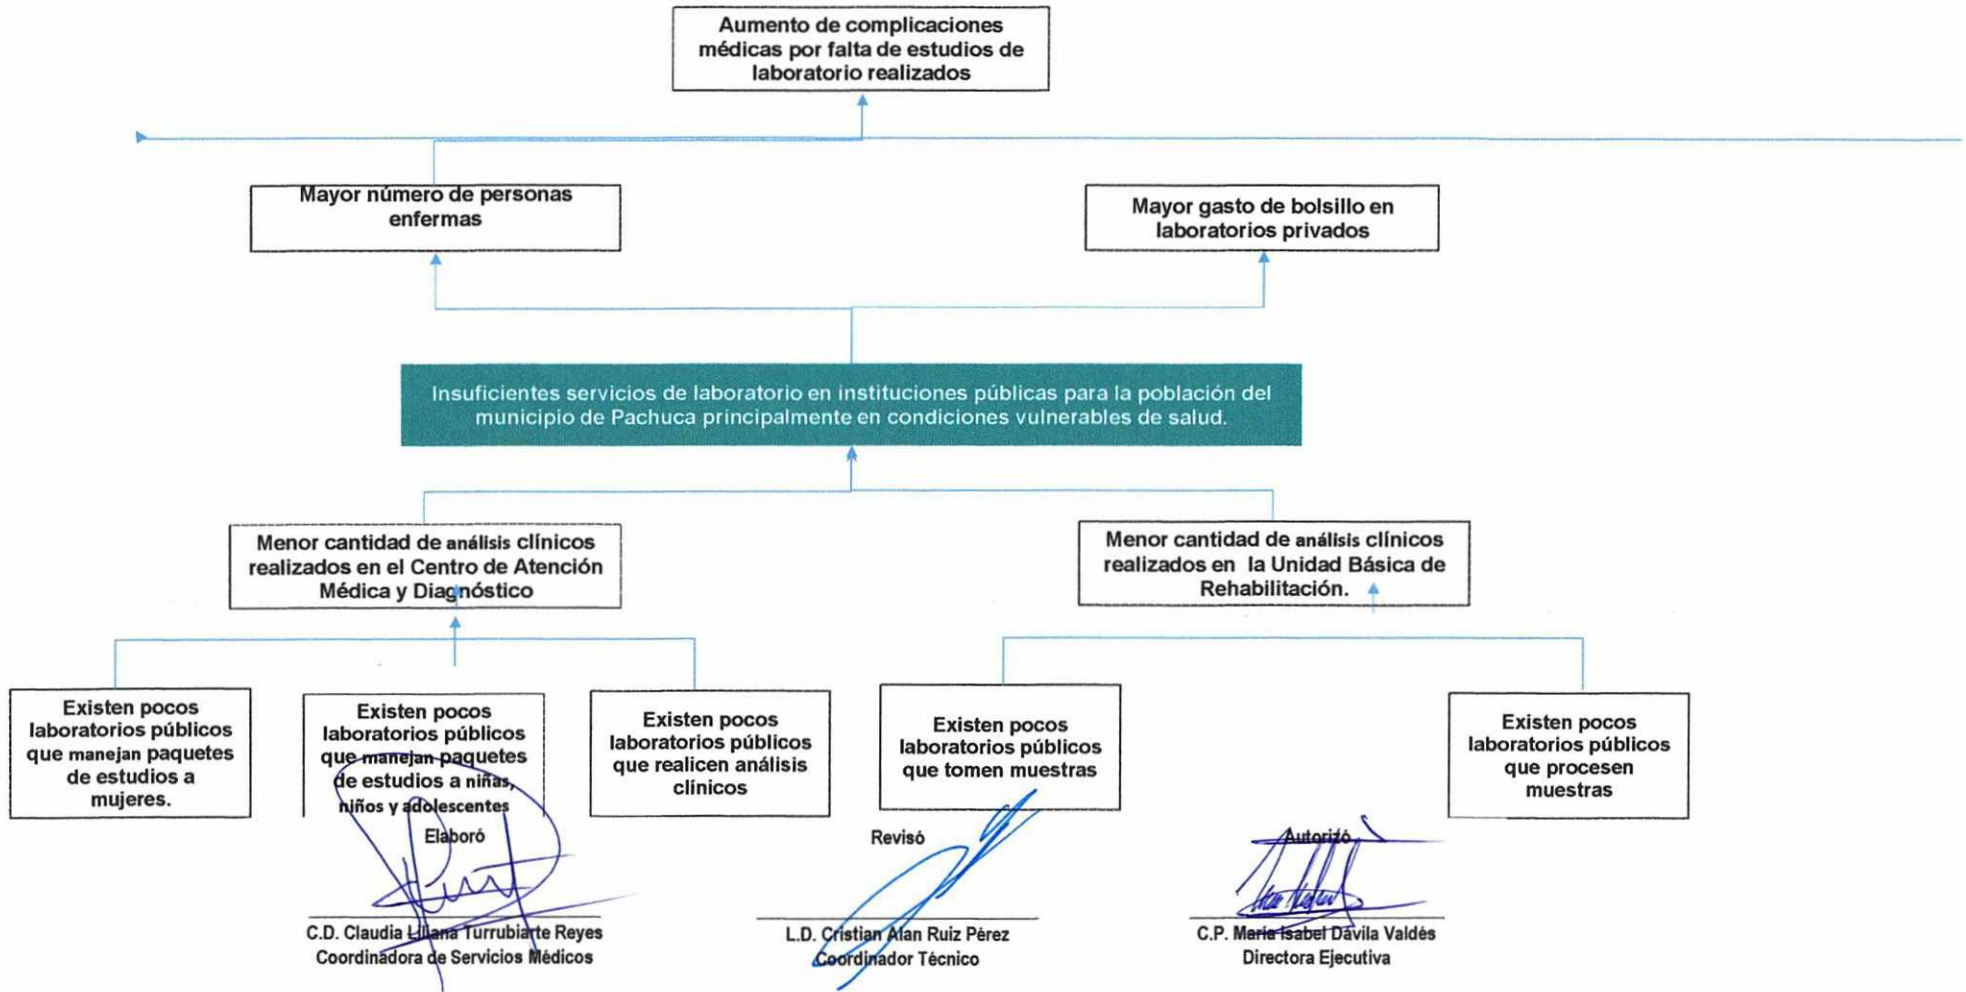 Aumento de complicaciones
médicas por falta de estudios de
laboratorio realizados
Mayor número de personas
enfermas
Mayor gasto de bolsillo en
laboratorios privados
Insuficientes servicios de laboratorio en instituciones públicas para la población del
municipio de Pachuca principalmente en condiciones vulnerables de salud.
Menor cantidad de análisis clínicos
realizados en el Centro de Atención
Médica y Diagnóstico
Menor cantidad de análisis clínicos
realizados en la Unidad Básica de
Rehabilitación.
Existen pocos
laboratorios públicos
que manejan paquetes
de estudios a
mujeres.
Existen pocos
laboratorios públicos
que manejan paquetes
de estudios a niñas,
niños y adolescentes
Existen pocos
laboratorios públicos
que realicen análisis
clínicos
Existen pocos
laboratorios públicos
que tomen muestras
Existen pocos
laboratorios públicos
que procesen
muestras
Elaboró
C.D. Claudia Liliana Turrubiarte Reyes
Coordinadora de Servicios Médicos
Revisó
L.D. Cristian Alan Ruiz Pérez
Coordinador Técnico
Autorizó
C.P. María Isabel Dávila Valdés
Directora Ejecutiva